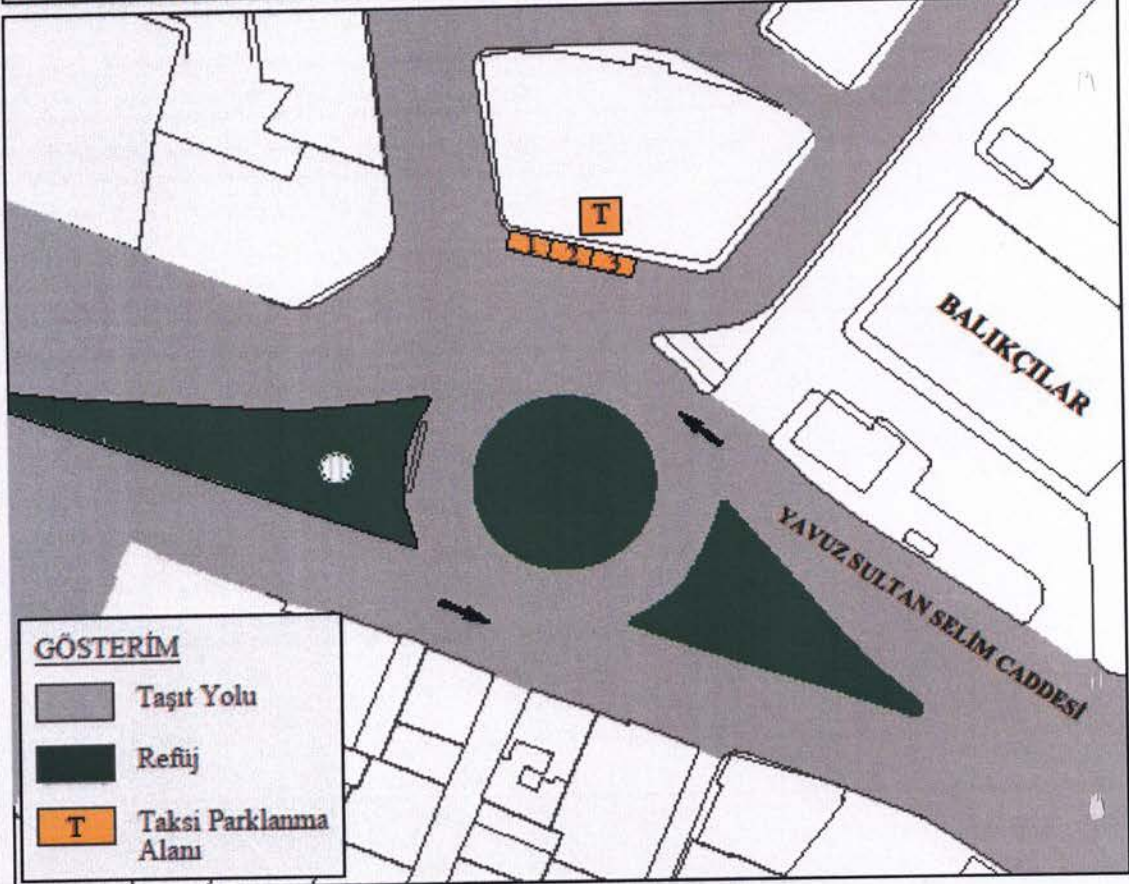 T
BALIKÇILAR
YAVUZ SULTAN SELİM CADDESİ
GÖSTERİM
Taşıt Yolu
Refüj
T
Taksi Parklanma
Alanı